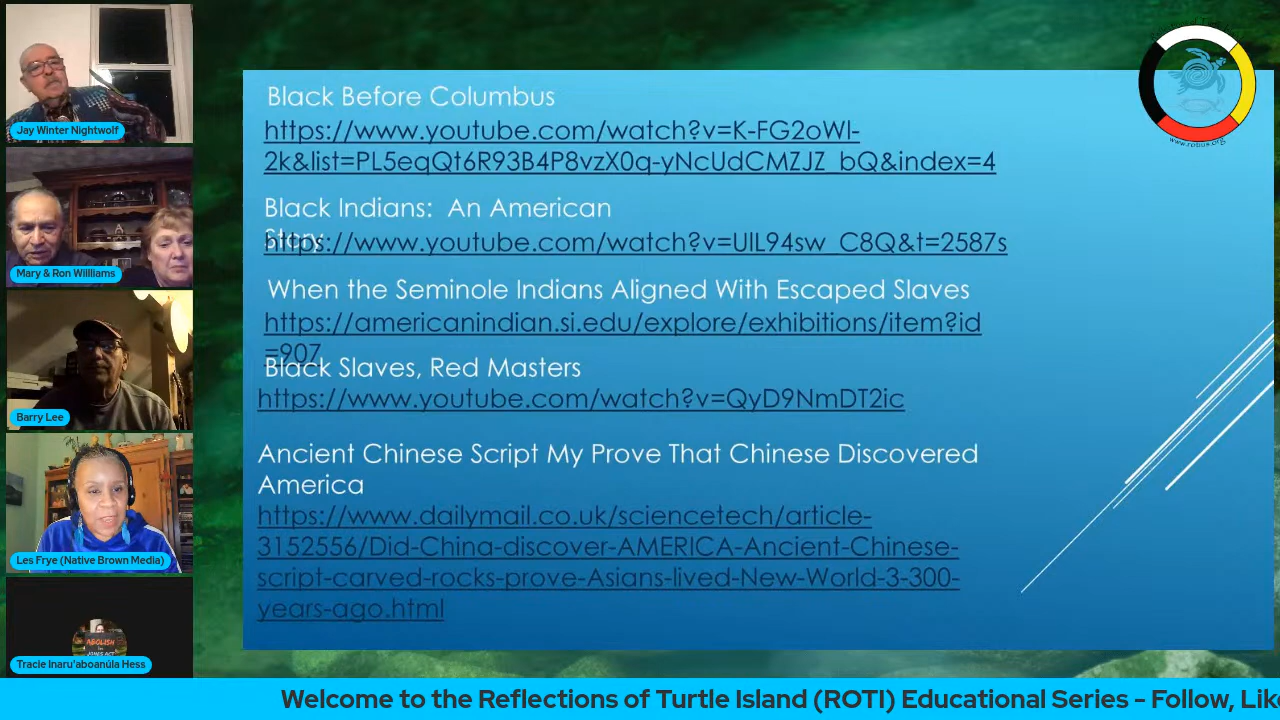 Jay Winter Nightwolf
Mary & Ron Willliams
Barry Lee
Les Frye (Native Brown Media)
ABOLISH
JONES ACT
Tracie Inaru'aboanúla Hess
Black Before Columbus
https://www.youtube.com/watch?v=K-FG2oWI-
2k&list=PL5eqQt6R93B4P8vzX0q-yNcUdCMZJZ_bQ&index=4
Black Indians: An American
Story
https://www.youtube.com/watch?v=UlL94sw_C8Q&t=2587s
When the Seminole Indians Aligned With Escaped Slaves
https://americanindian.si.edu/explore/exhibitions/item?id
=907
Black Slaves, Red Masters
https://www.youtube.com/watch?v=QyD9NmDT2ic
Ancient Chinese Script My Prove That Chinese Discovered
America
https://www.dailymail.co.uk/sciencetech/article-
3152556/Did-China-discover-AMERICA-Ancient-Chinese-
script-carved-rocks-prove-Asians-lived-New-World-3-300-
years-ago.html
Welcome to the Reflections of Turtle Island (ROTI) Educational Series - Follow, Lik